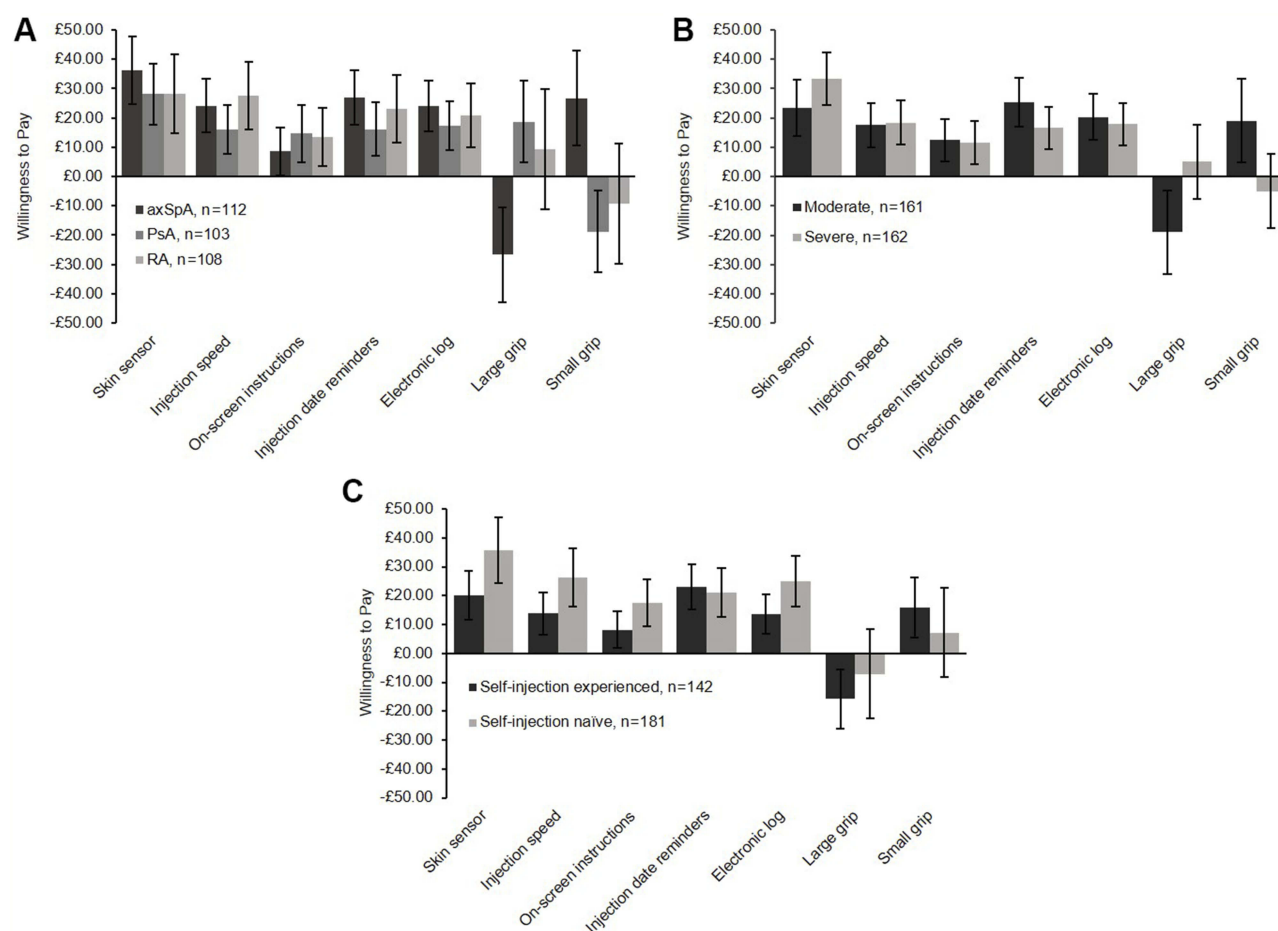 A
Willingness to Pay
£50.00
£40.00
£30.00
£20.00
£10.00
£0.00
-£10.00
-£20.00
-£30.00
-£40.00
-£50.00
axSpA, n=112
PsA, n=103
RA, n=108
Skin sensor
Injection speed
On-screen instructions
Injection date reminders
Electronic log
Large grip
Small grip
B
Willingness to Pay
£50.00
£40.00
£30.00
£20.00
£10.00
£0.00
-£10.00
-£20.00
-£30.00
-£40.00
-£50.00
Moderate, n=161
Severe, n=162
Skin sensor
Injection speed
On-screen instructions
Injection date reminders
Electronic log
Large grip
Small grip
C
Willingness to Pay
£50.00
£40.00
£30.00
£20.00
£10.00
£0.00
-£10.00
-£20.00
-£30.00
-£40.00
-£50.00
Self-injection experienced, n=142
Self-injection naïve, n=181
Skin sensor
Injection speed
On-screen instructions
Injection date reminders
Electronic log
Large grip
Small grip